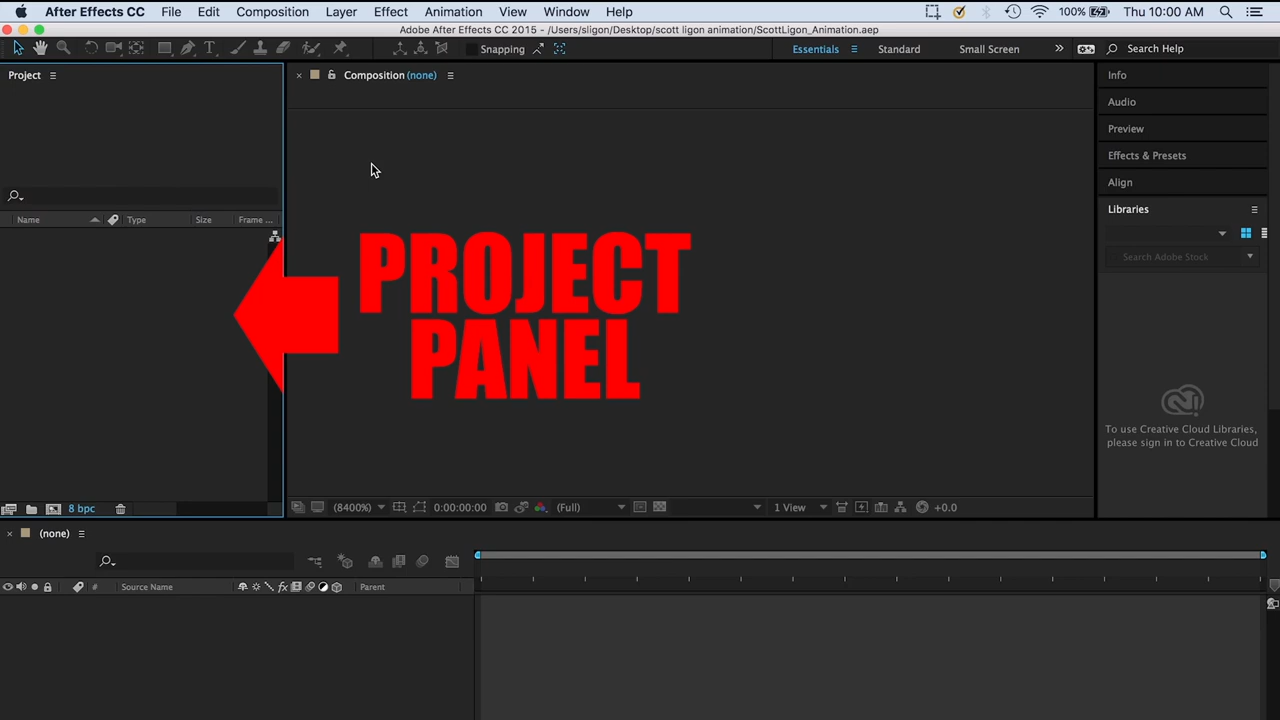 After Effects CC File Edit Composition Layer Effect Animation View Window Help 100% Thu 10:00 AM
Adobe After Effects CC 2015 - /Users/sligon/Desktop/scott ligon animation/ScottLigon_Animation.aep
Snapping Essentials Standard Small Screen » Search Help
Project
Composition (none)
Info
Audio
Preview
Effects & Presets
Align
Libraries
Name Type Size Frame ...
Search Adobe Stock
PROJECT
PANEL
To use Creative Cloud Libraries,
please sign in to Creative Cloud
8 bpc
(8400%) 0:00:00:00 (Full) 1 View +0.0
(none)
# Source Name fx Parent